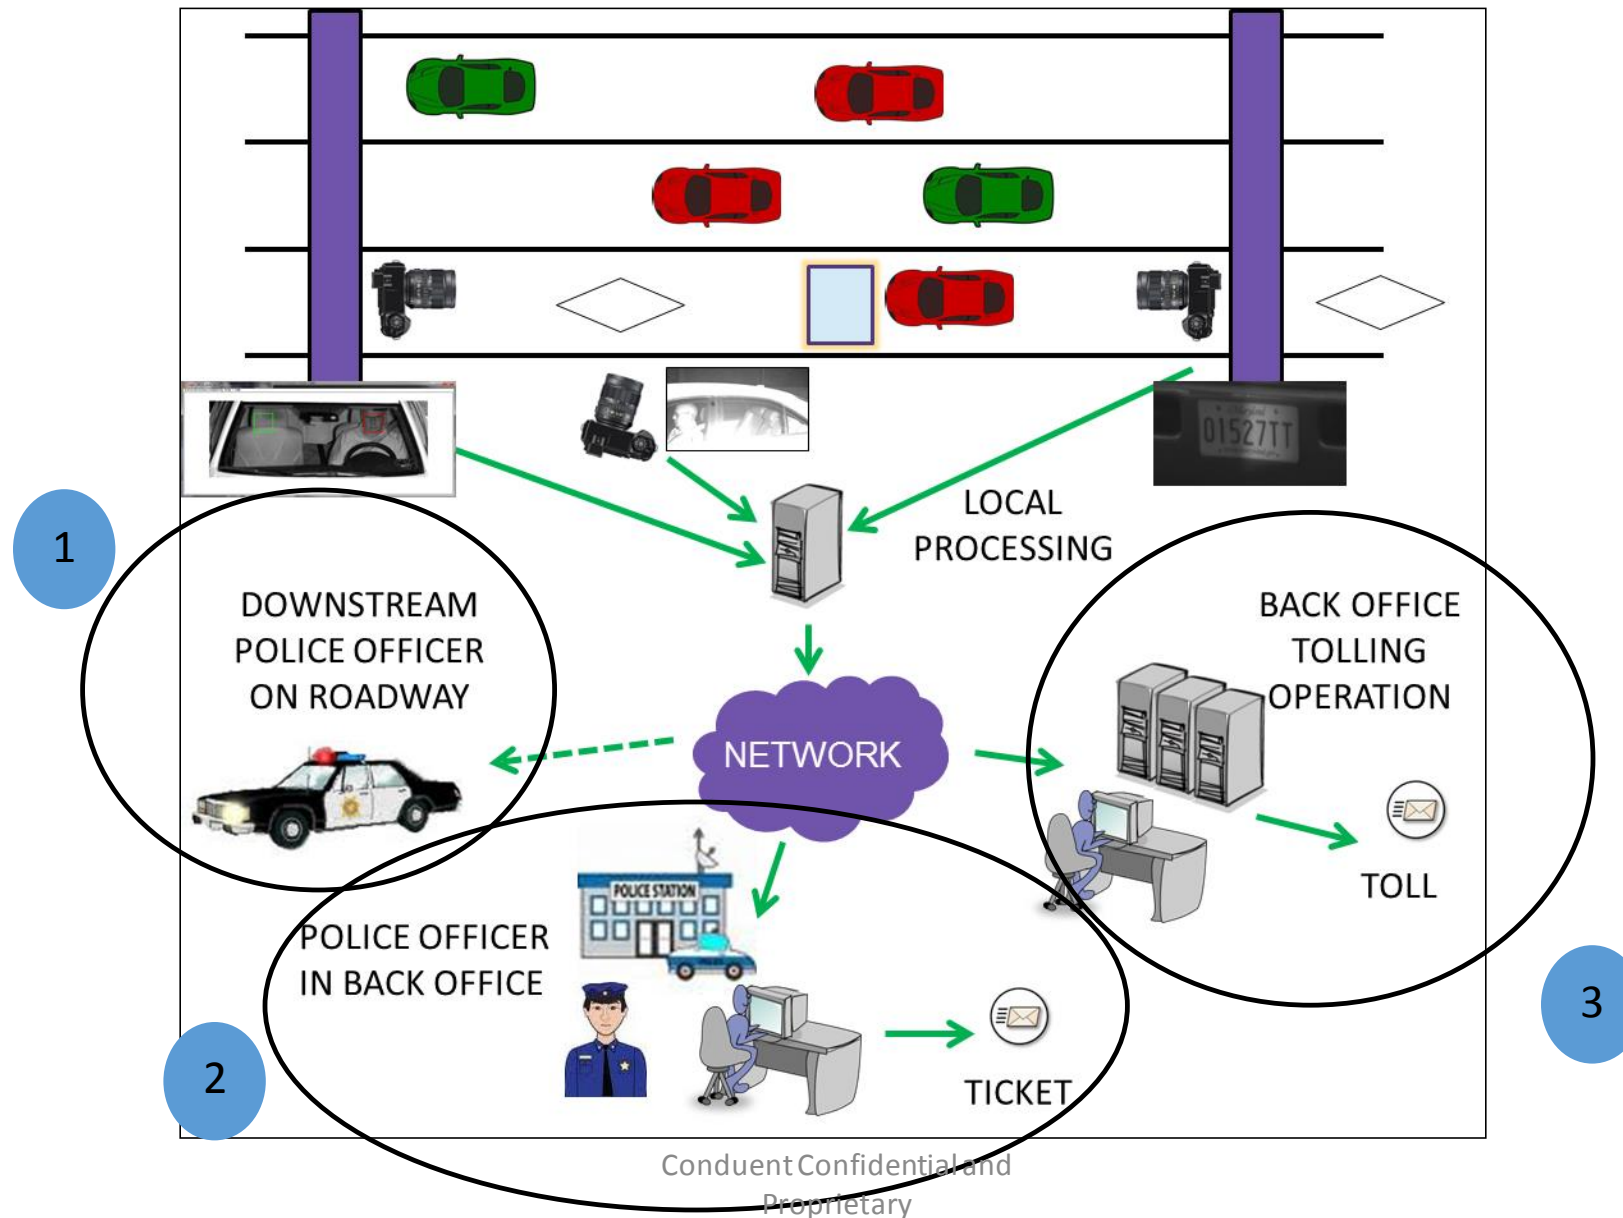 01527TT
LOCAL
PROCESSING
1
DOWNSTREAM
POLICE OFFICER
ON ROADWAY
BACK OFFICE
TOLLING
OPERATION
NETWORK
TOLL
POLICE STATION
POLICE OFFICER
IN BACK OFFICE
3
2
TICKET
Conduent Confidential and
Proprietary